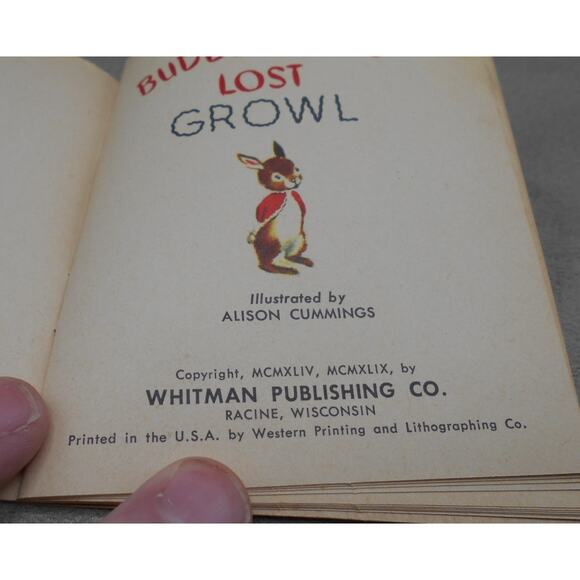 LOST
GROWL
Illustrated by
ALISON CUMMINGS
Copyright, MCMXLIV, MCMXLIX, by
WHITMAN PUBLISHING CO.
RACINE, WISCONSIN
Printed in the U.S.A. by Western Printing and Lithographing Co.